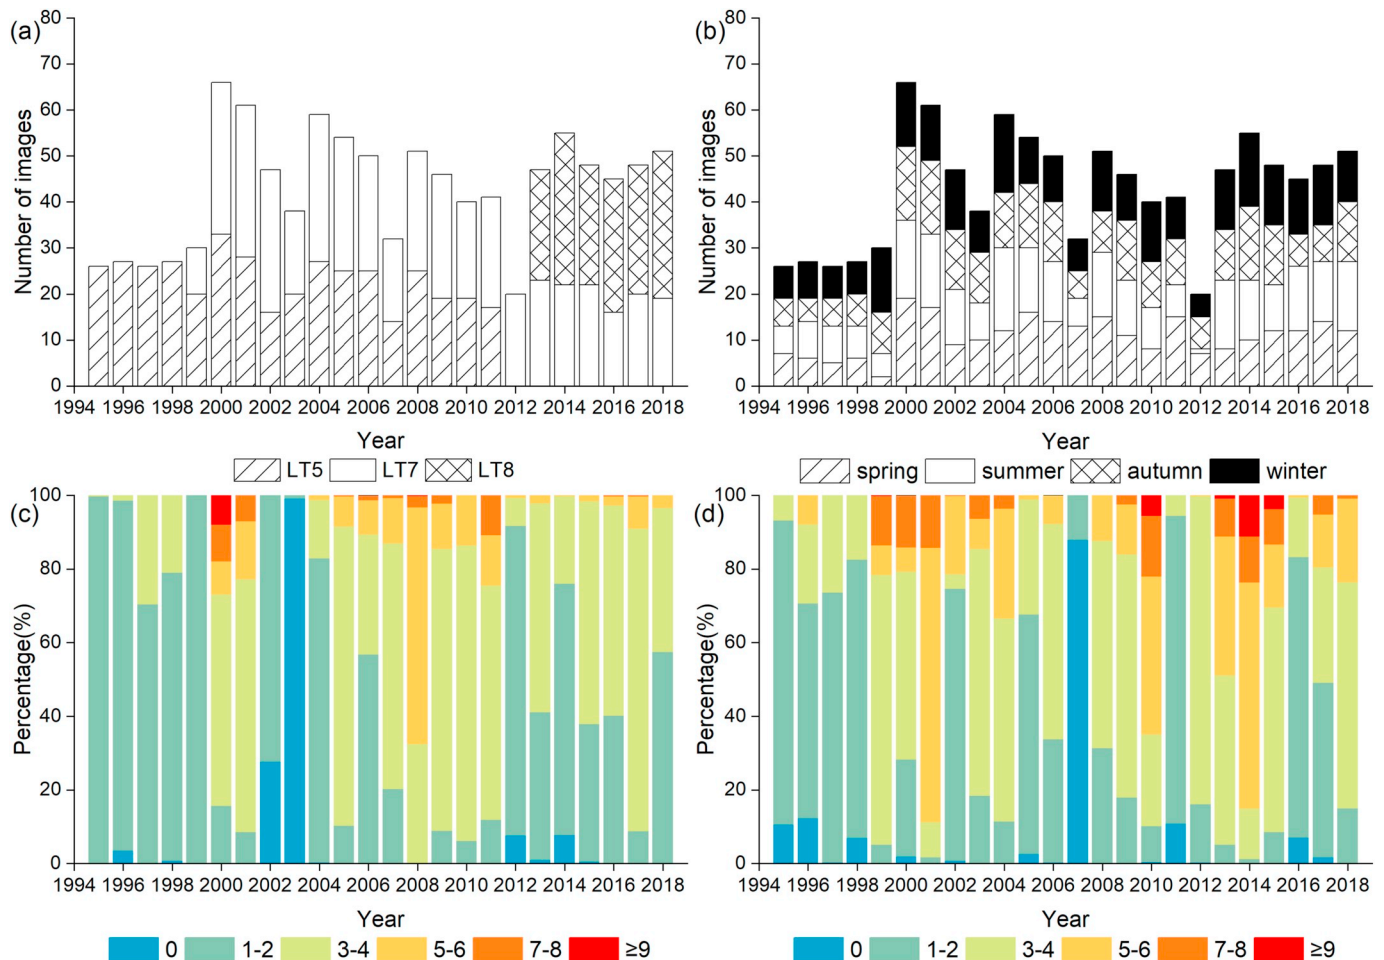 (a)
Number of images
80
70
60
50
40
30
20
10
0
1994 1996 1998 2000 2002 2004 2006 2008 2010 2012 2014 2016 2018
Year
LT5 LT7 LT8
(b)
Number of images
80
70
60
50
40
30
20
10
0
1994 1996 1998 2000 2002 2004 2006 2008 2010 2012 2014 2016 2018
Year
spring summer autumn winter
(c)
Percentage(%)
100
80
60
40
20
0
1994 1996 1998 2000 2002 2004 2006 2008 2010 2012 2014 2016 2018
Year
0 1-2 3-4 5-6 7-8 ≥9
(d)
Percentage(%)
100
80
60
40
20
0
1994 1996 1998 2000 2002 2004 2006 2008 2010 2012 2014 2016 2018
Year
0 1-2 3-4 5-6 7-8 ≥9